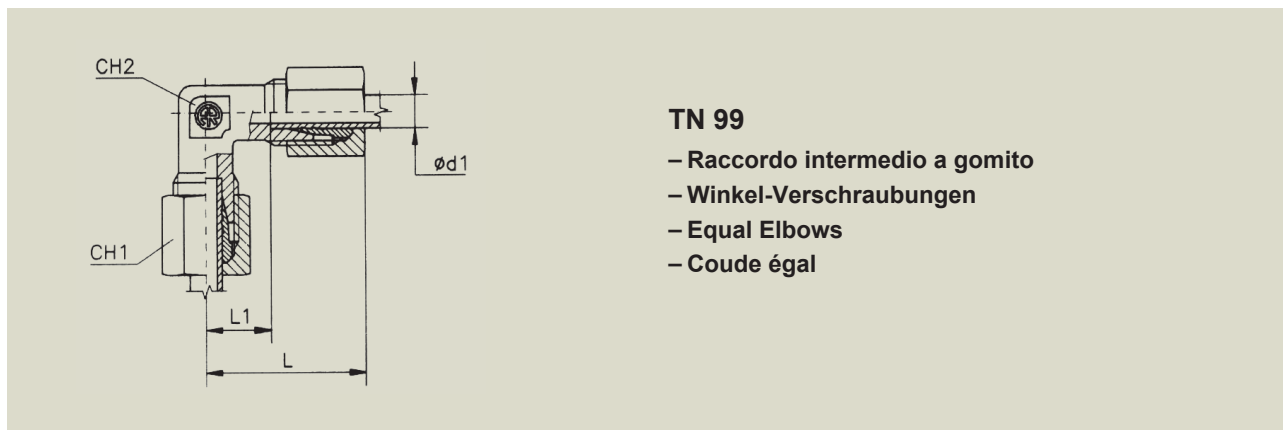 CH2
Ød1
CH1
L1
L
TN 99
– Raccordo intermedio a gomito
– Winkel-Verschraubungen
– Equal Elbows
– Coude égal